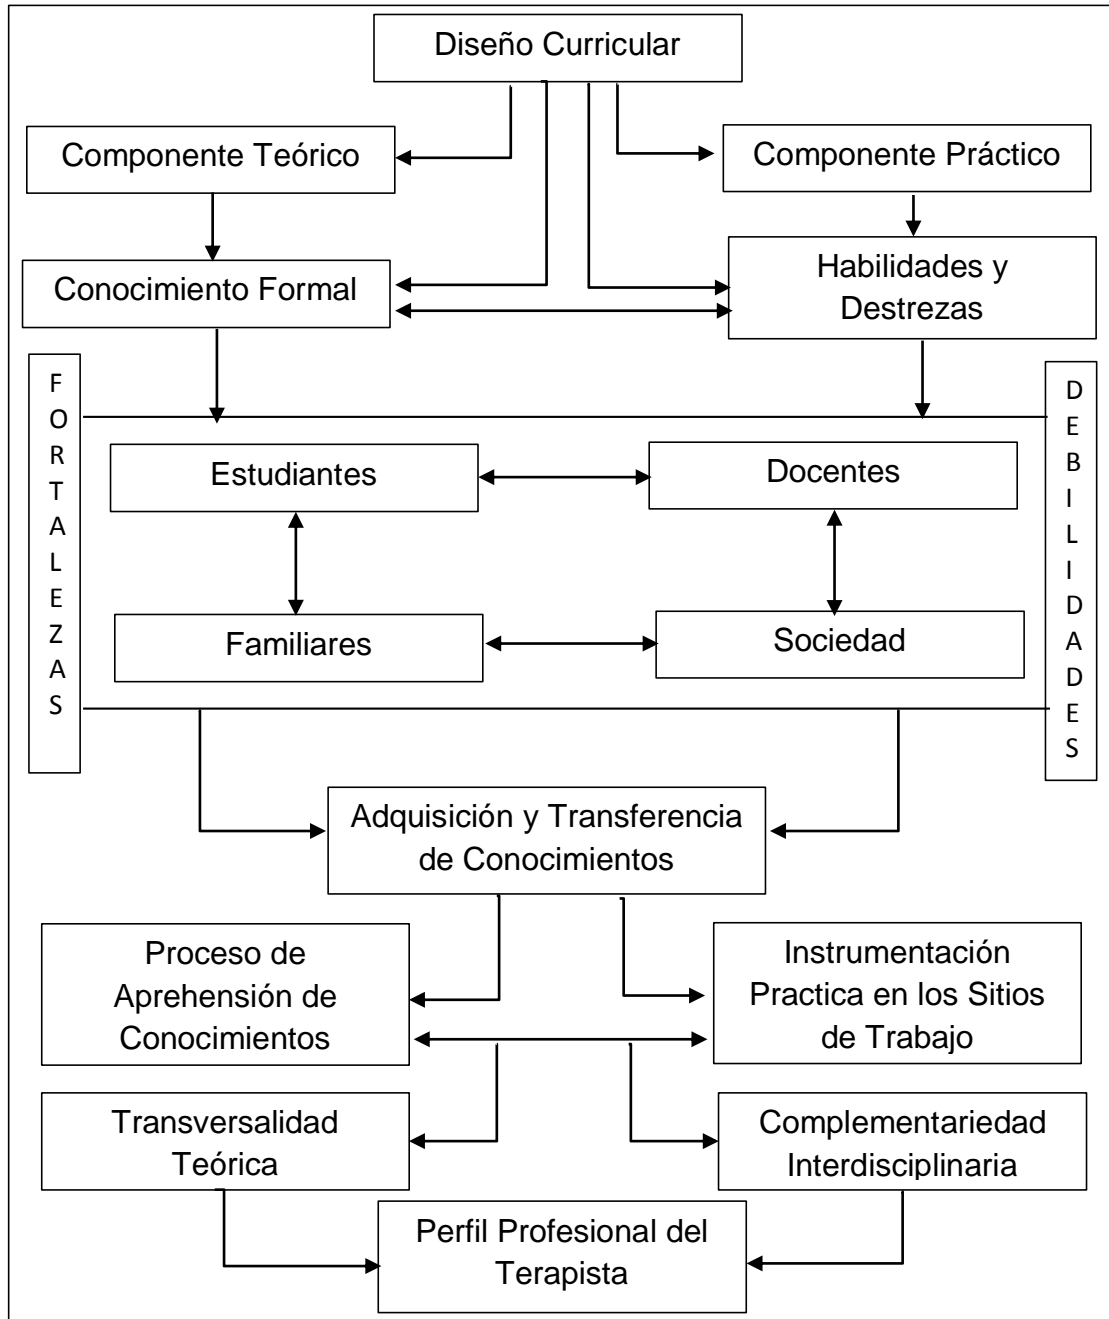 Diseño Curricular
Componente Teórico
Componente Práctico
Conocimiento Formal
Habilidades y
Destrezas
FORTALEZAS
DEBILIDADES
Estudiantes
Docentes
Familiares
Sociedad
Adquisición y Transferencia
de Conocimientos
Proceso de
Aprehensión de
Conocimientos
Instrumentación
Practica en los Sitios
de Trabajo
Transversalidad
Teórica
Complementariedad
Interdisciplinaria
Perfil Profesional del
Terapista